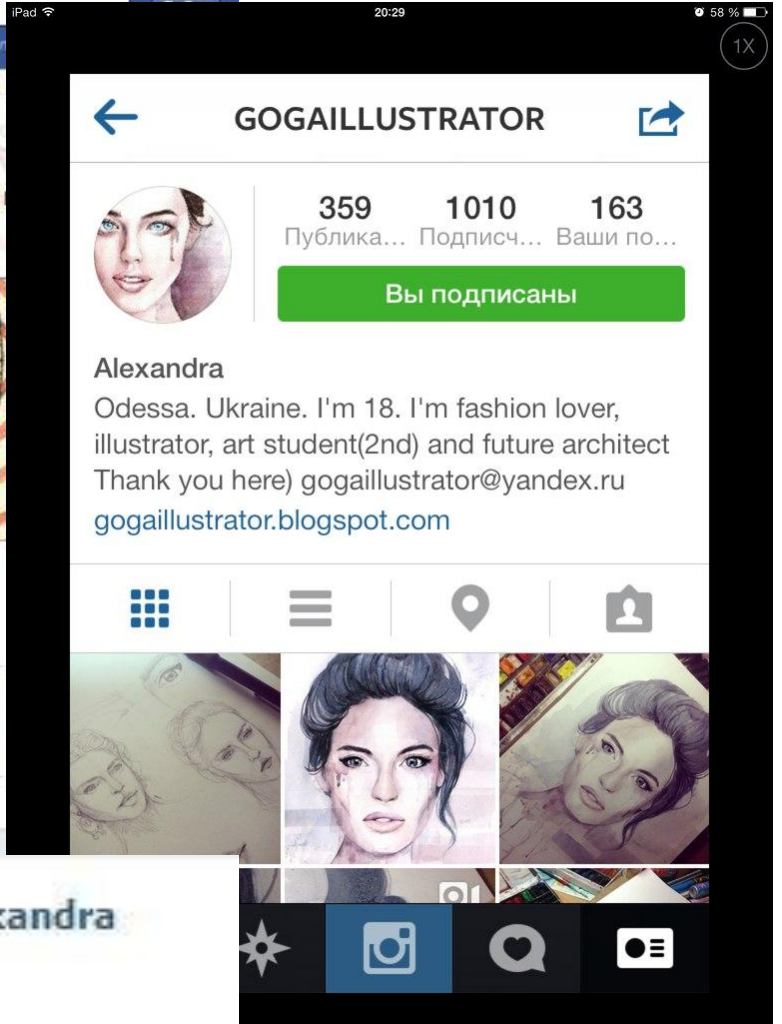 iPad 20:29 58 %
1X
GOGAILLUSTRATOR
359 1010 163
Публика... Подписч... Ваши по...
Вы подписаны
Alexandra
Odessa. Ukraine. I'm 18. I'm fashion lover,
illustrator, art student(2nd) and future architect
Thank you here) gogaillustrator@yandex.ru
gogaillustrator.blogspot.com
andra